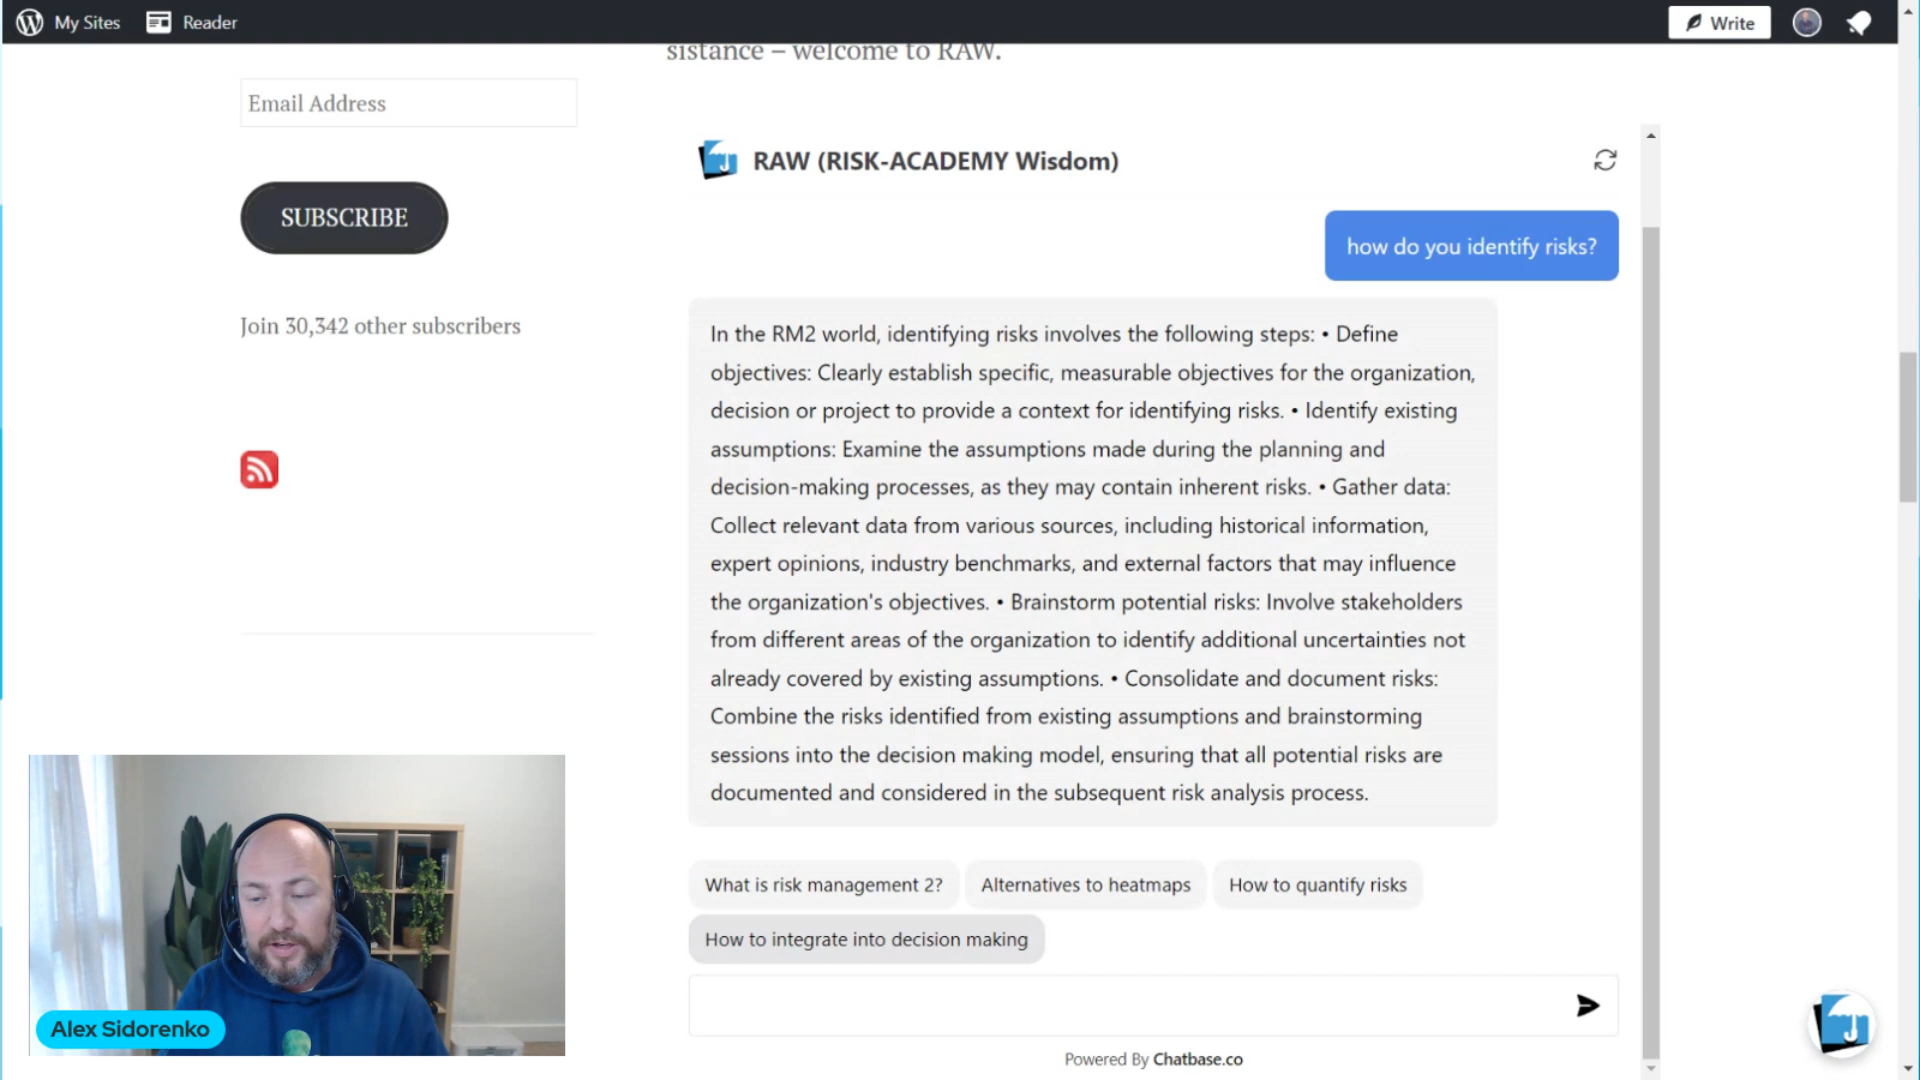 My Sites
Reader
Write
sistance – welcome to RAW.
Email Address
SUBSCRIBE
Join 30,342 other subscribers
RAW (RISK-ACADEMY Wisdom)
how do you identify risks?
In the RM2 world, identifying risks involves the following steps: • Define
objectives: Clearly establish specific, measurable objectives for the organization,
decision or project to provide a context for identifying risks. • Identify existing
assumptions: Examine the assumptions made during the planning and
decision-making processes, as they may contain inherent risks. • Gather data:
Collect relevant data from various sources, including historical information,
expert opinions, industry benchmarks, and external factors that may influence
the organization's objectives. • Brainstorm potential risks: Involve stakeholders
from different areas of the organization to identify additional uncertainties not
already covered by existing assumptions. • Consolidate and document risks:
Combine the risks identified from existing assumptions and brainstorming
sessions into the decision making model, ensuring that all potential risks are
documented and considered in the subsequent risk analysis process.
What is risk management 2?
Alternatives to heatmaps
How to quantify risks
How to integrate into decision making
Powered By Chatbase.co
Alex Sidorenko